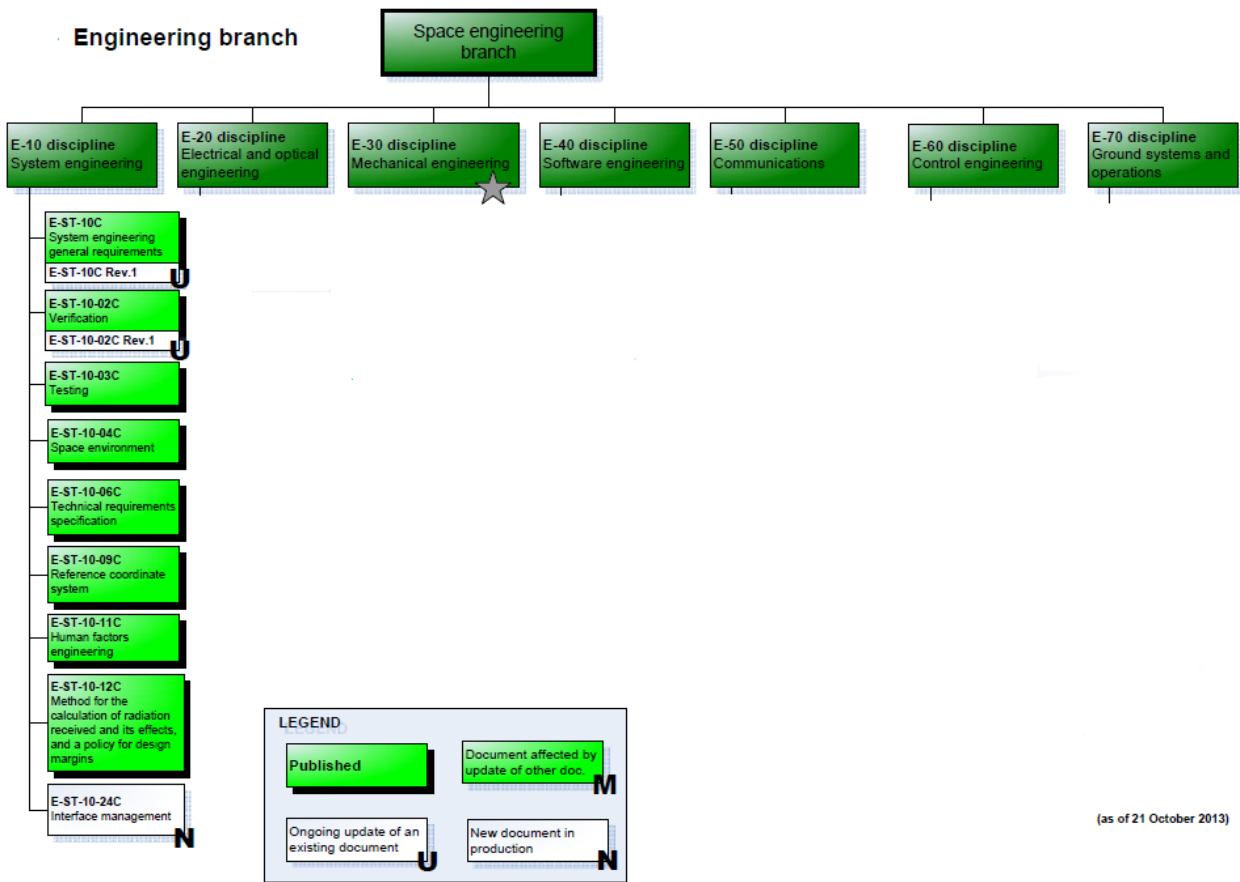 Engineering branch
Space engineering
branch
E-10 discipline
System engineering
E-20 discipline
Electrical and optical
engineering
E-30 discipline
Mechanical engineering
E-40 discipline
Software engineering
E-50 discipline
Communications
E-60 discipline
Control engineering
E-70 discipline
Ground systems and
operations
E-ST-10C
System engineering
general requirements
E-ST-10C Rev.1
U
E-ST-10-02C
Verification
E-ST-10-02C Rev.1
U
E-ST-10-03C
Testing
E-ST-10-04C
Space environment
E-ST-10-06C
Technical requirements
specification
E-ST-10-09C
Reference coordinate
system
E-ST-10-11C
Human factors
engineering
E-ST-10-12C
Method for the
calculation of radiation
received and its effects,
and a policy for design
margins
E-ST-10-24C
Interface management
N
LEGEND
Published
Document affected by
update of other doc.
M
Ongoing update of an
existing document
U
New document in
production
N
(as of 21 October 2013)